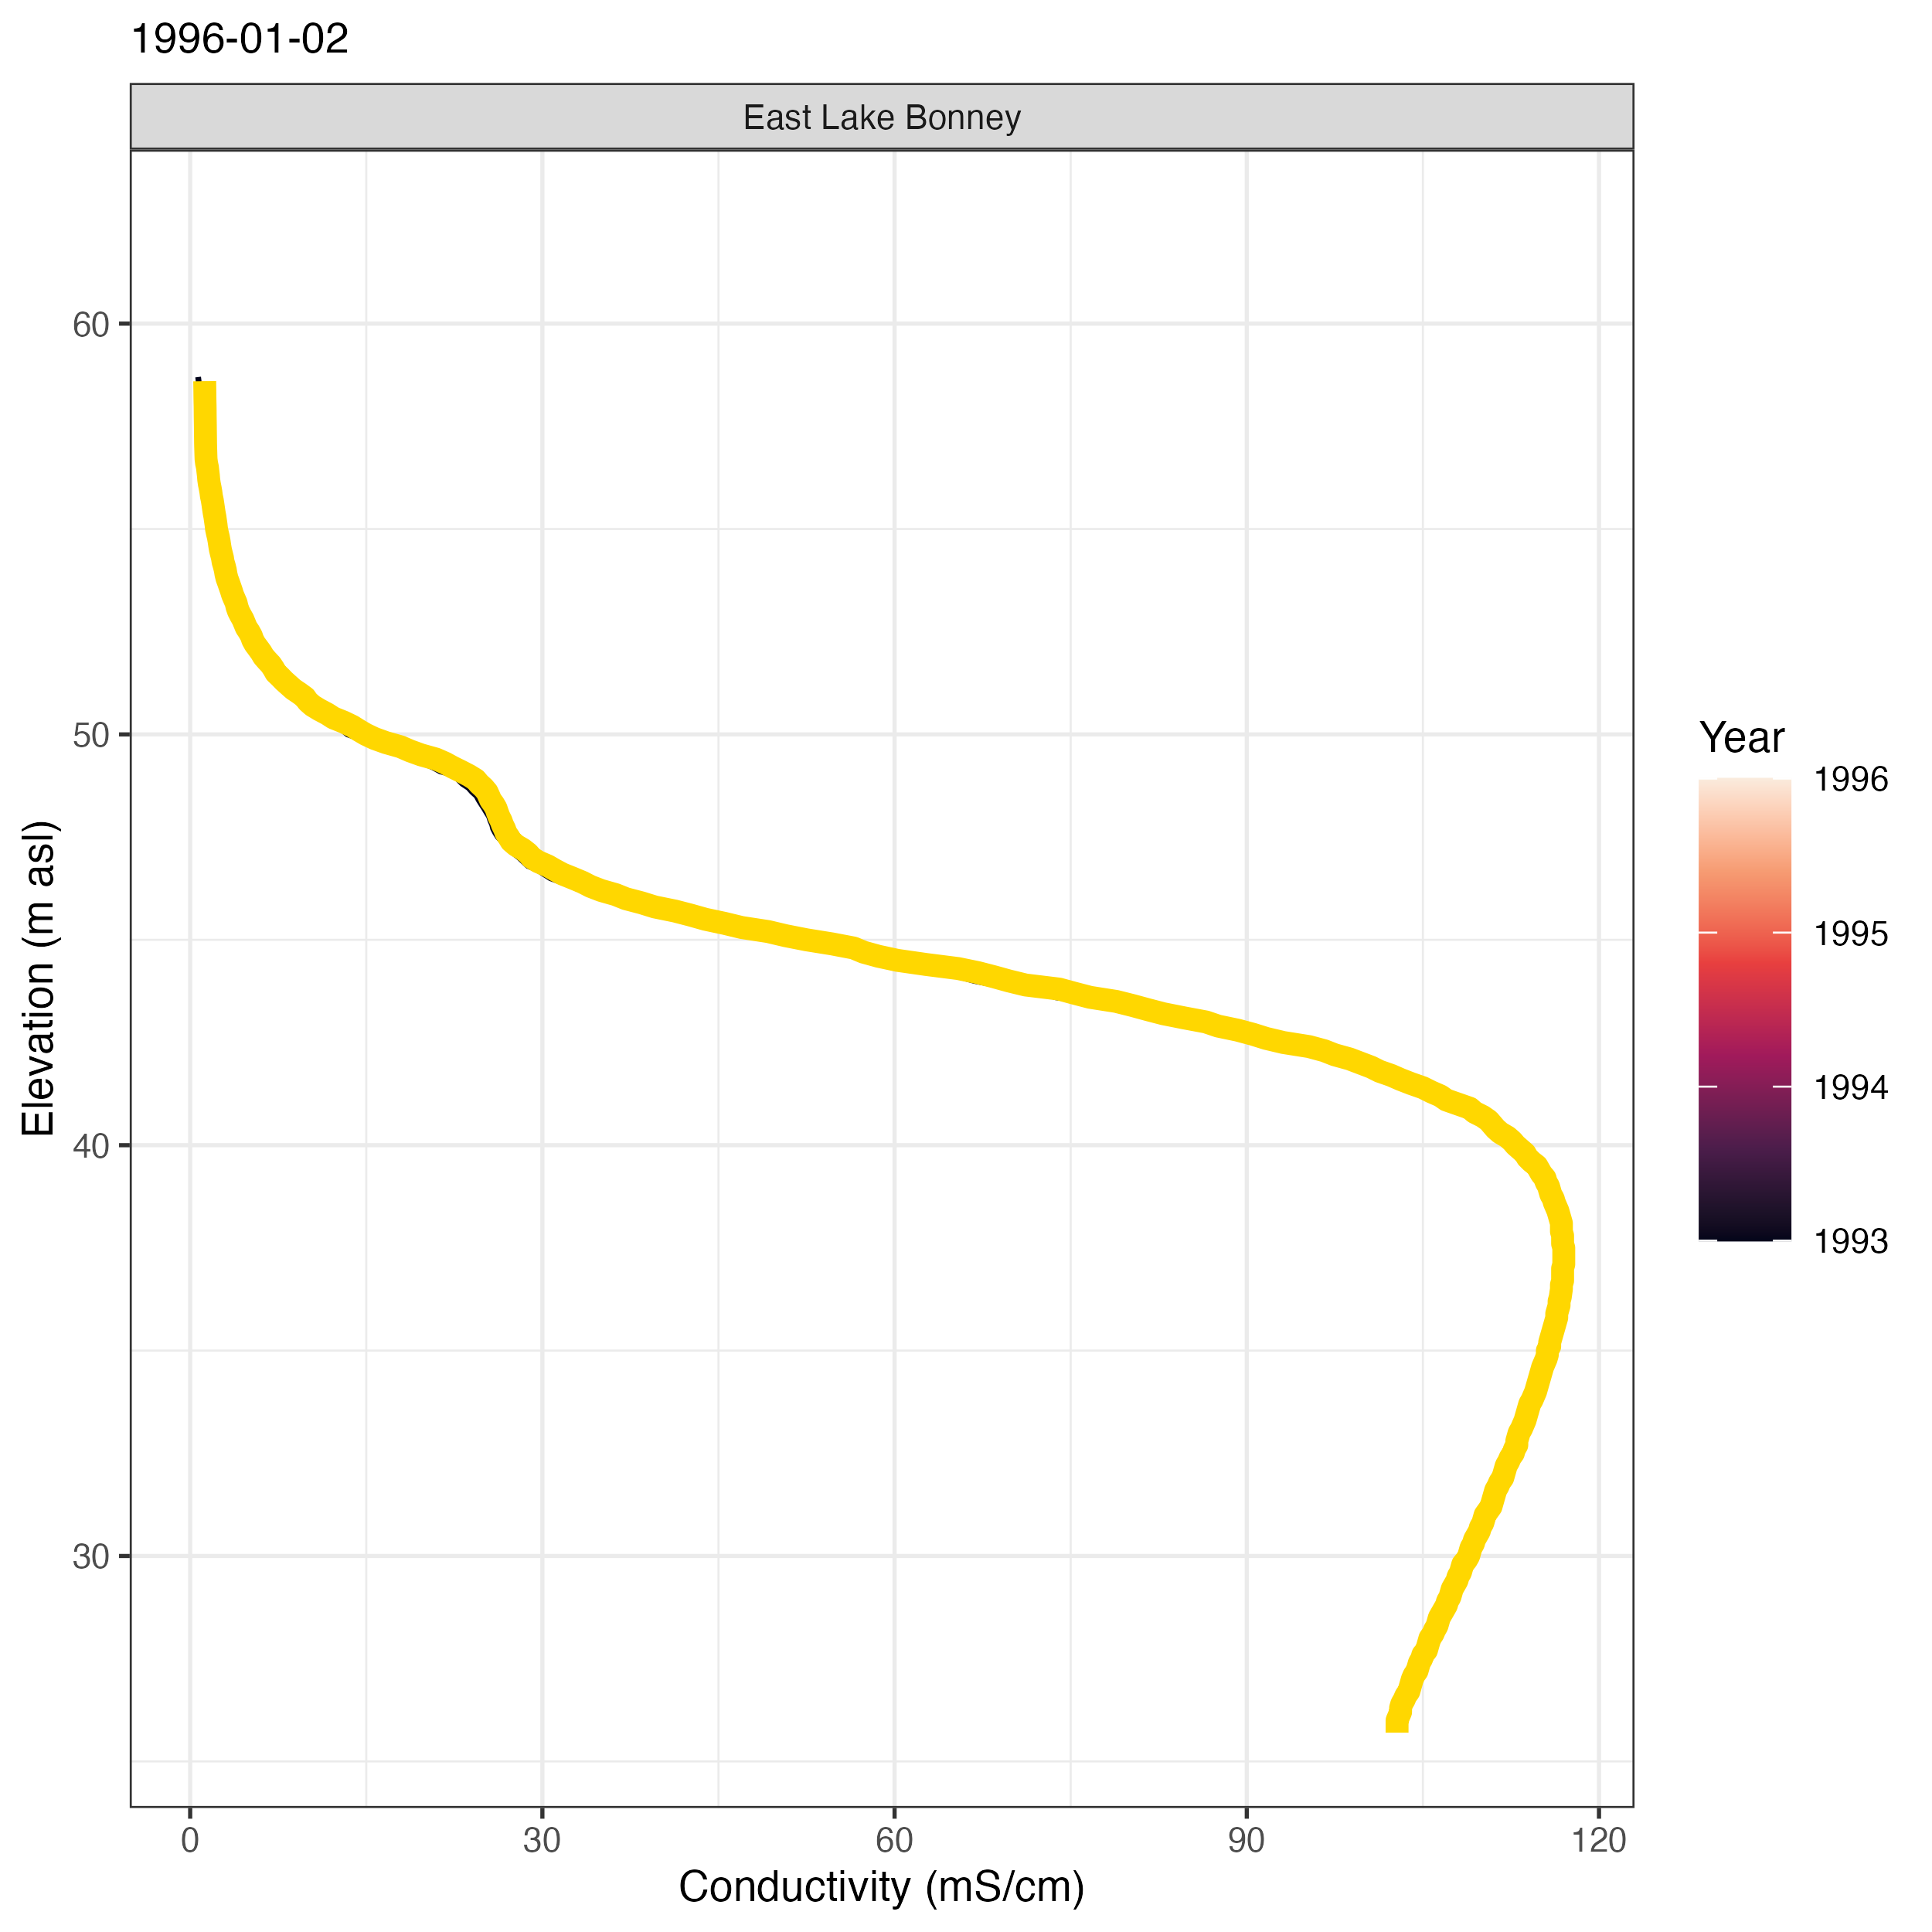 1996-01-02
East Lake Bonney
60
50
40
30
Elevation (m asl)
0 30 60 90 120
Conductivity (mS/cm)
Year
1996
1995
1994
1993